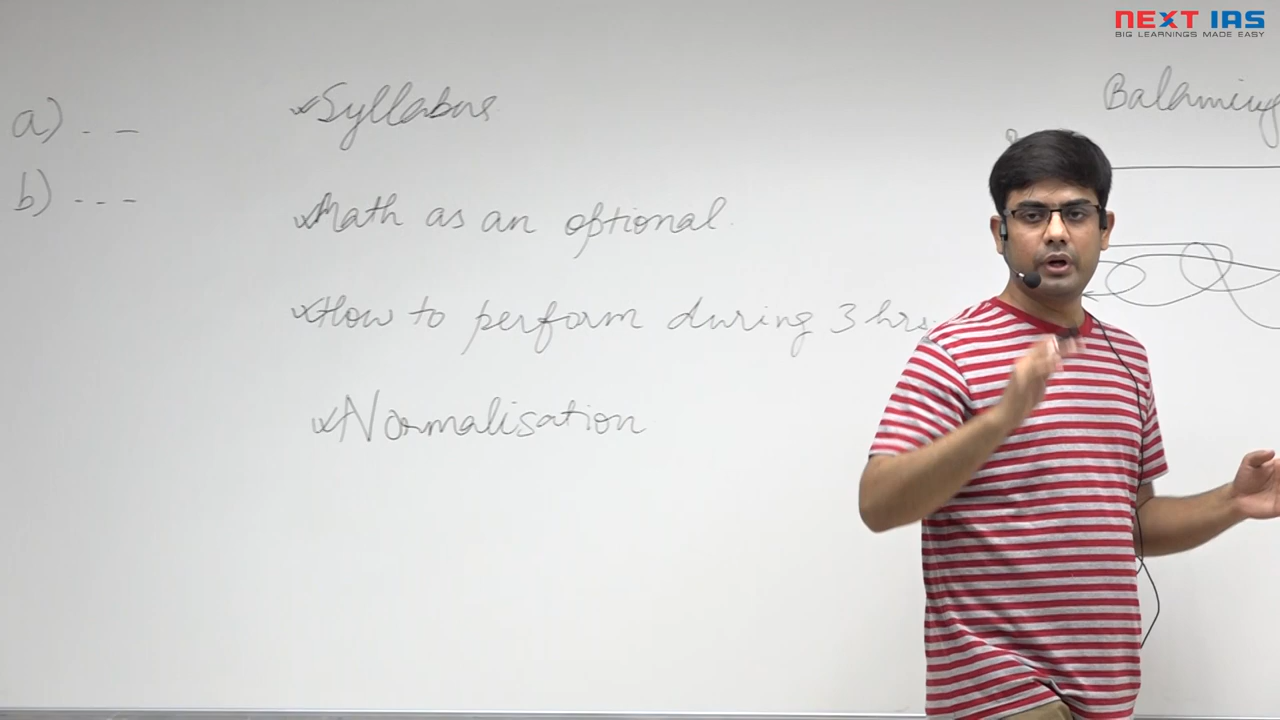 NEXT IAS
BIG LEARNINGS MADE EASY
a) . _
b) - - -
Syllabus
Math as an optional.
How to perform during 3 hrs.
Normalisation
Balancing